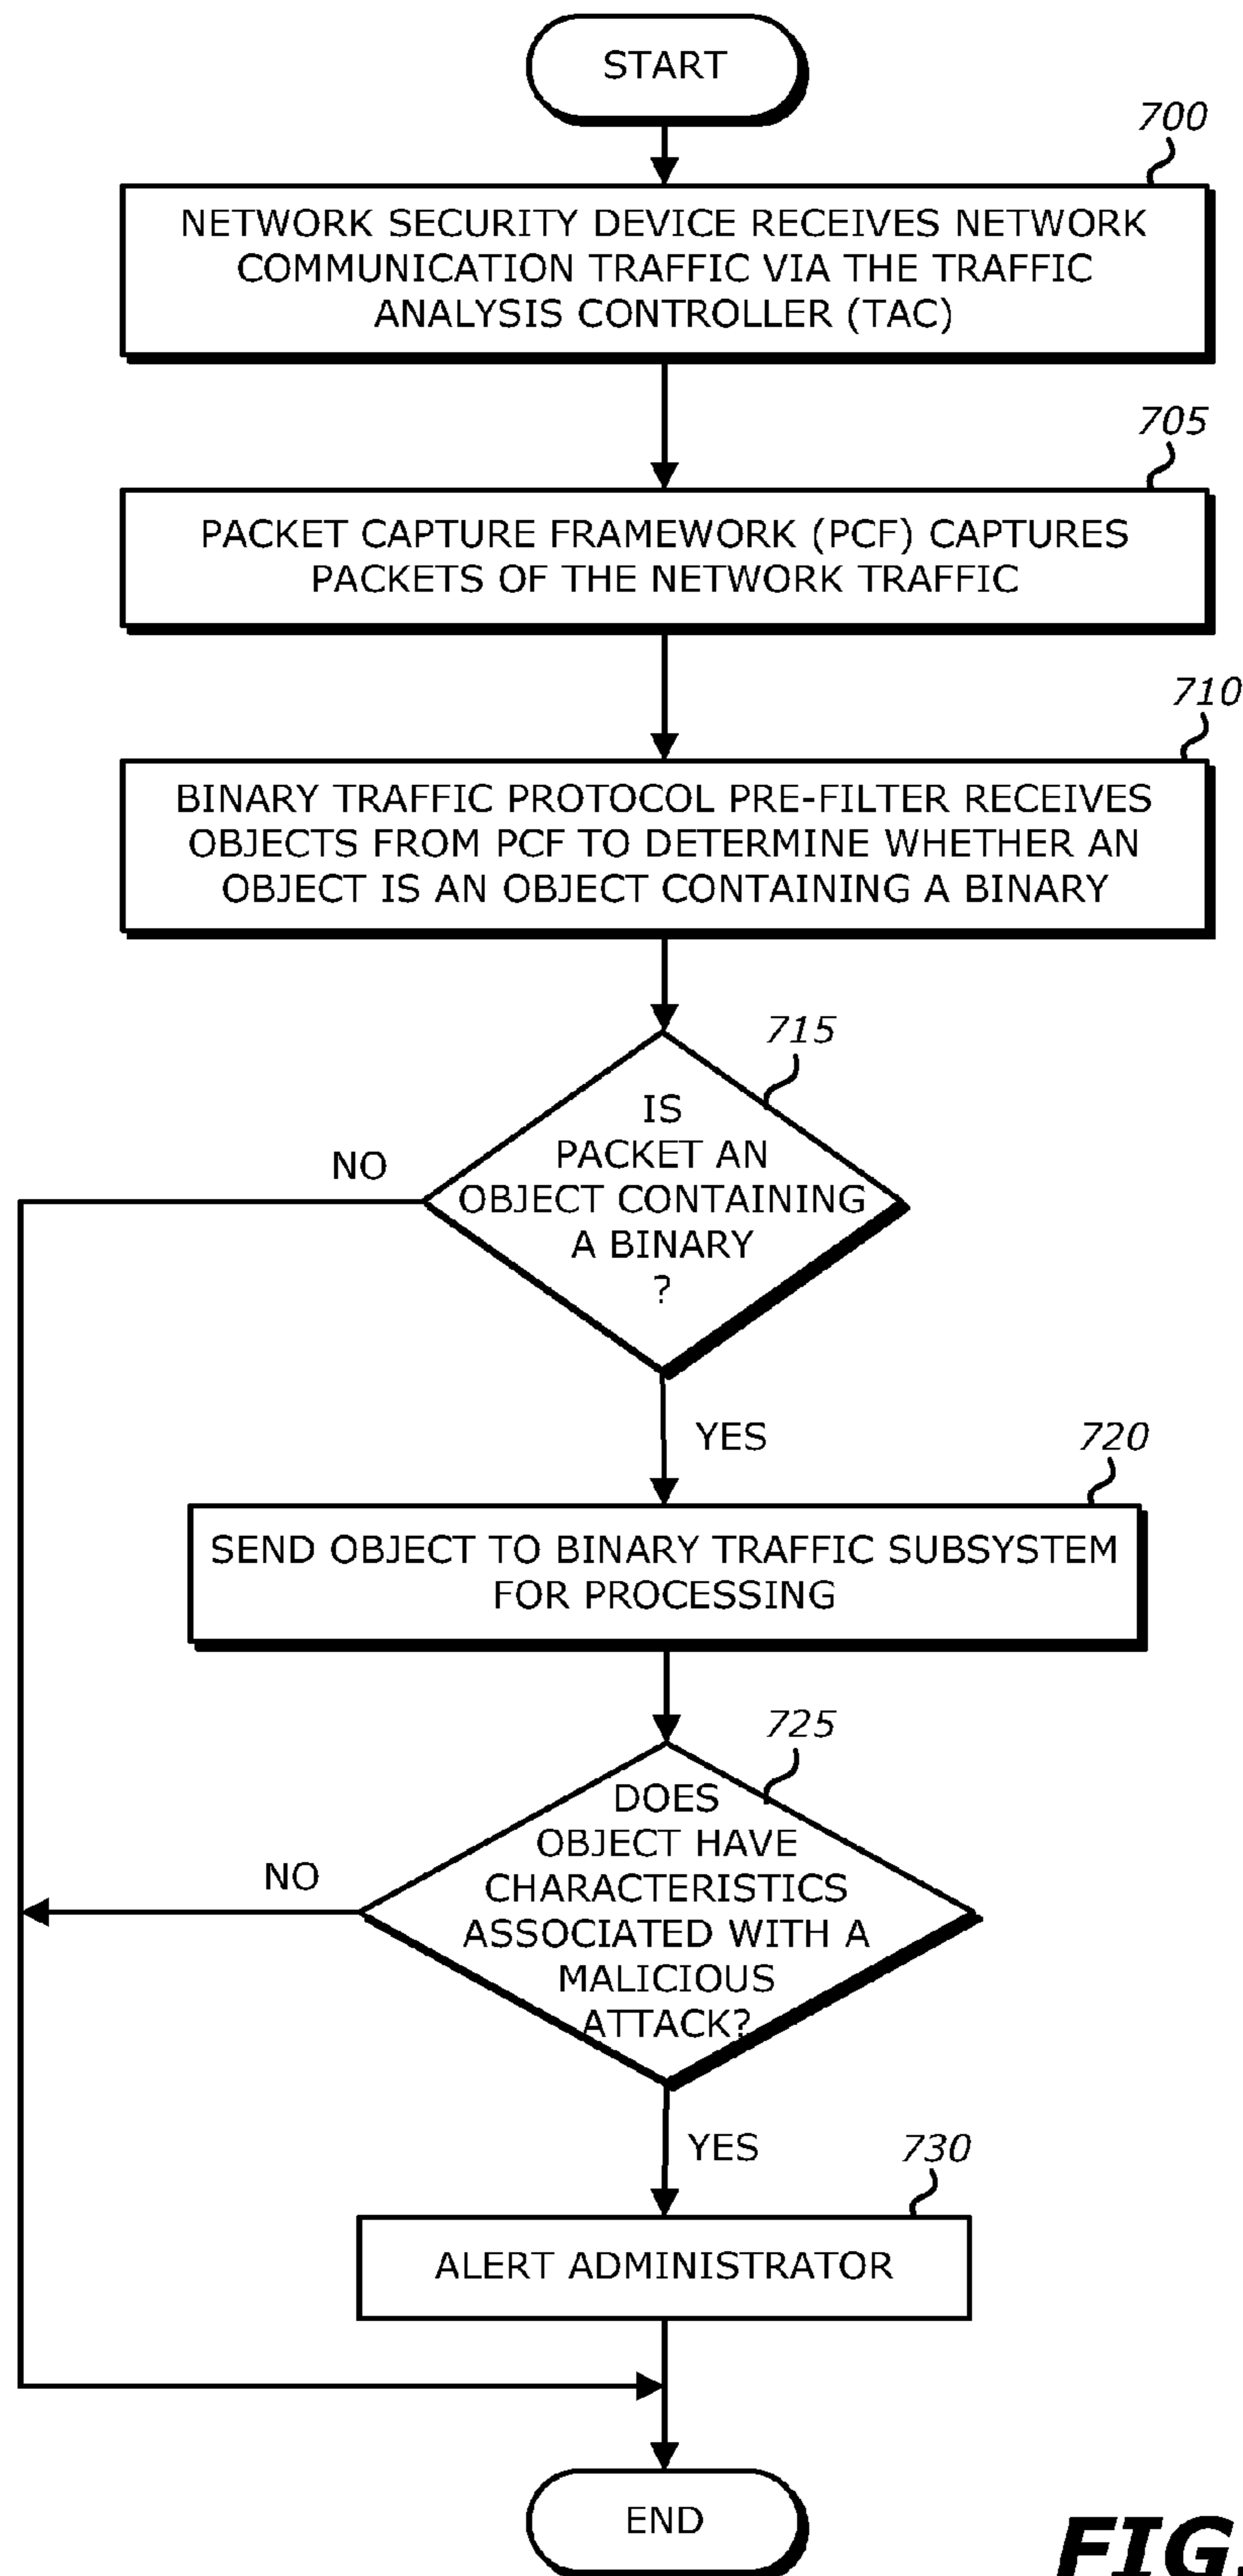 START
700
NETWORK SECURITY DEVICE RECEIVES NETWORK
COMMUNICATION TRAFFIC VIA THE TRAFFIC
ANALYSIS CONTROLLER (TAC)
705
PACKET CAPTURE FRAMEWORK (PCF) CAPTURES
PACKETS OF THE NETWORK TRAFFIC
710
BINARY TRAFFIC PROTOCOL PRE-FILTER RECEIVES
OBJECTS FROM PCF TO DETERMINE WHETHER AN
OBJECT IS AN OBJECT CONTAINING A BINARY
715
IS
PACKET AN
OBJECT CONTAINING
A BINARY
?
NO
YES
720
SEND OBJECT TO BINARY TRAFFIC SUBSYSTEM
FOR PROCESSING
725
DOES
OBJECT HAVE
CHARACTERISTICS
ASSOCIATED WITH A
MALICIOUS
ATTACK?
NO
YES
730
ALERT ADMINISTRATOR
END
FIG.